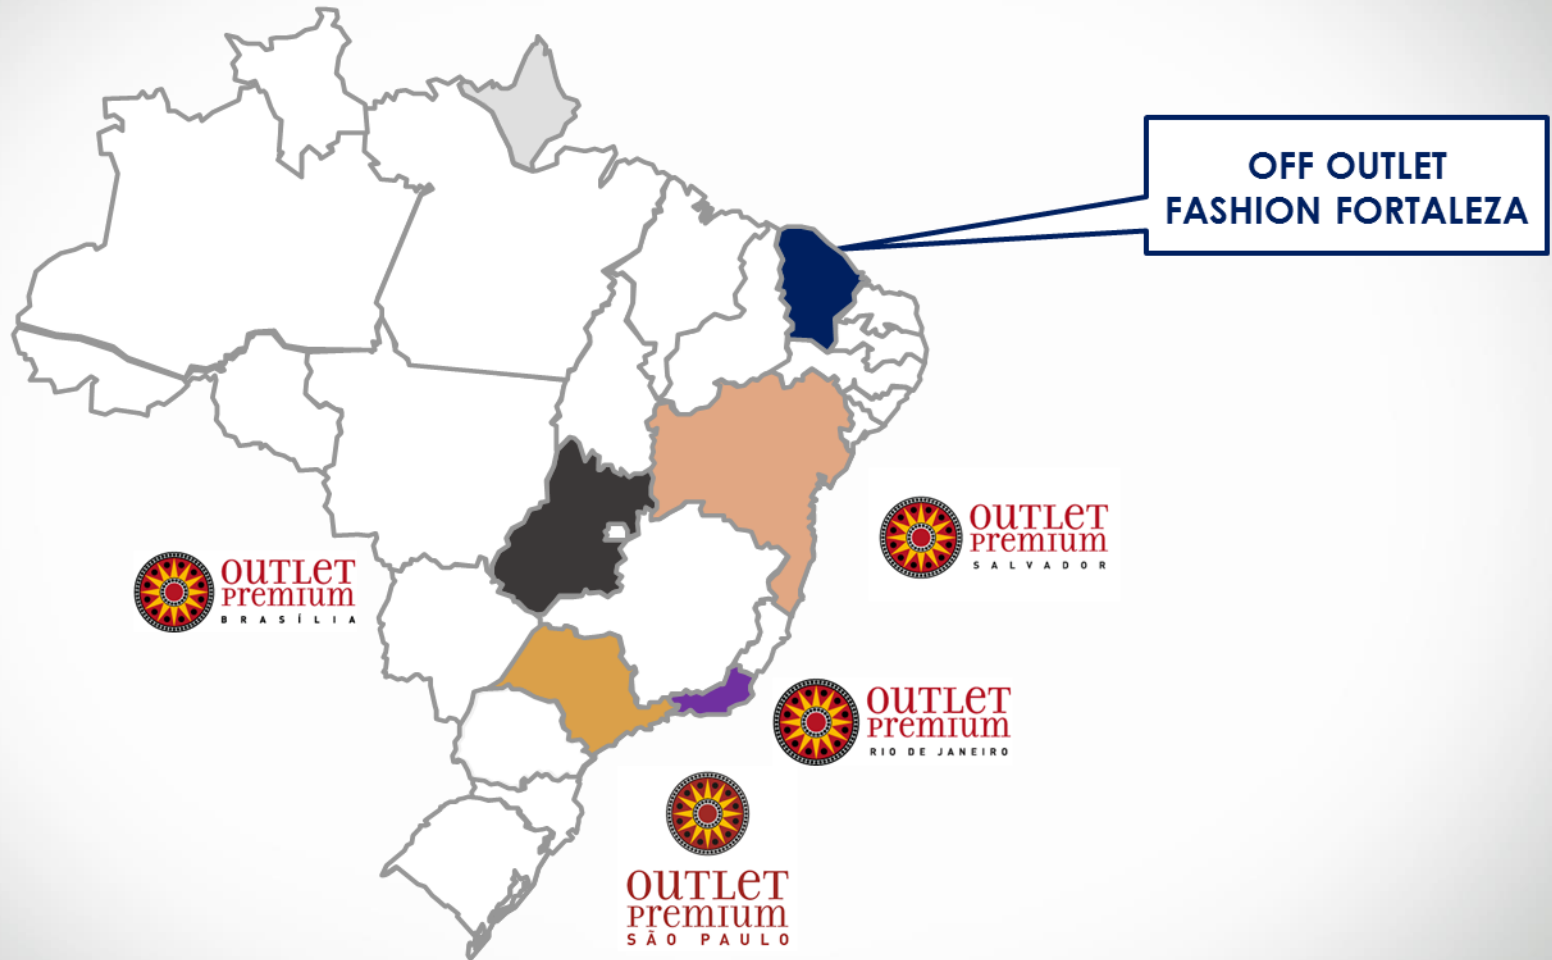 OFF OUTLET
FASHION FORTALEZA
OUTLET
PREMIUM
SALVADOR
OUTLET
PREMIUM
BRASÍLIA
OUTLET
PREMIUM
RIO DE JANEIRO
OUTLET
PREMIUM
SÃO PAULO